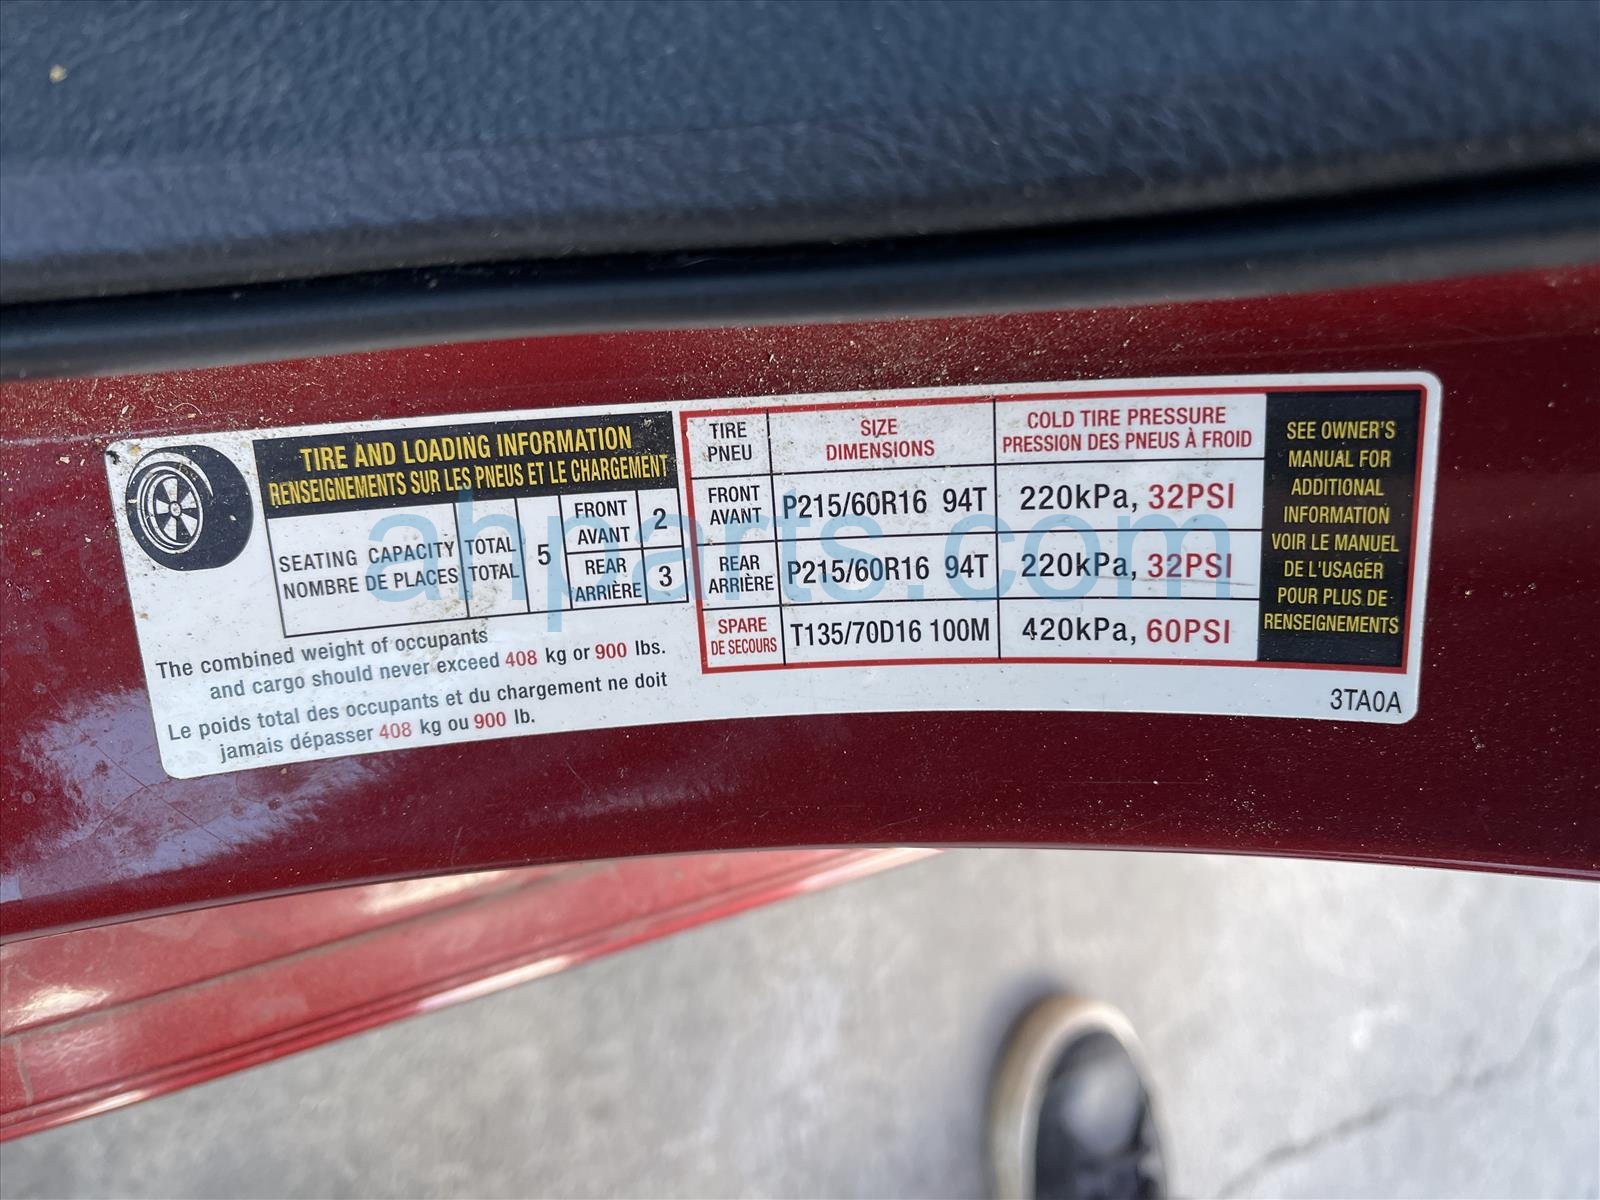 TIRE AND LOADING INFORMATION
RENSEIGNEMENTS SUR LES PNEUS ET LE CHARGEMENT
SEATING CAPACITY TOTAL 5 FRONT 2
NOMBRE DE PLACES TOTAL AVANT
REAR 3
ARRIÈRE
The combined weight of occupants
and cargo should never exceed 408 kg or 900 lbs.
Le poids total des occupants et du chargement ne doit
jamais dépasser 408 kg ou 900 lb.
TIRE SIZE COLD TIRE PRESSURE
PNEU DIMENSIONS PRESSION DES PNEUS À FROID
FRONT P215/60R16 94T 220kPa, 32PSI
AVANT
REAR P215/60R16 94T 220kPa, 32PSI
ARRIÈRE
SPARE T135/70D16 100M 420kPa, 60PSI
DE SECOURS
SEE OWNER'S
MANUAL FOR
ADDITIONAL
INFORMATION
VOIR LE MANUEL
DE L'USAGER
POUR PLUS DE
RENSEIGNEMENTS
3TA0A
ahparts.com